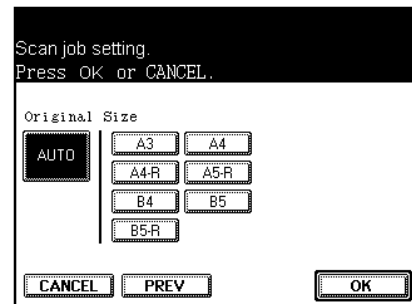 Scan job setting.
Press OK or CANCEL.
Original Size
AUTO
A3 A4
A4-R A5-R
B4 B5
B5-R
CANCEL PREV OK